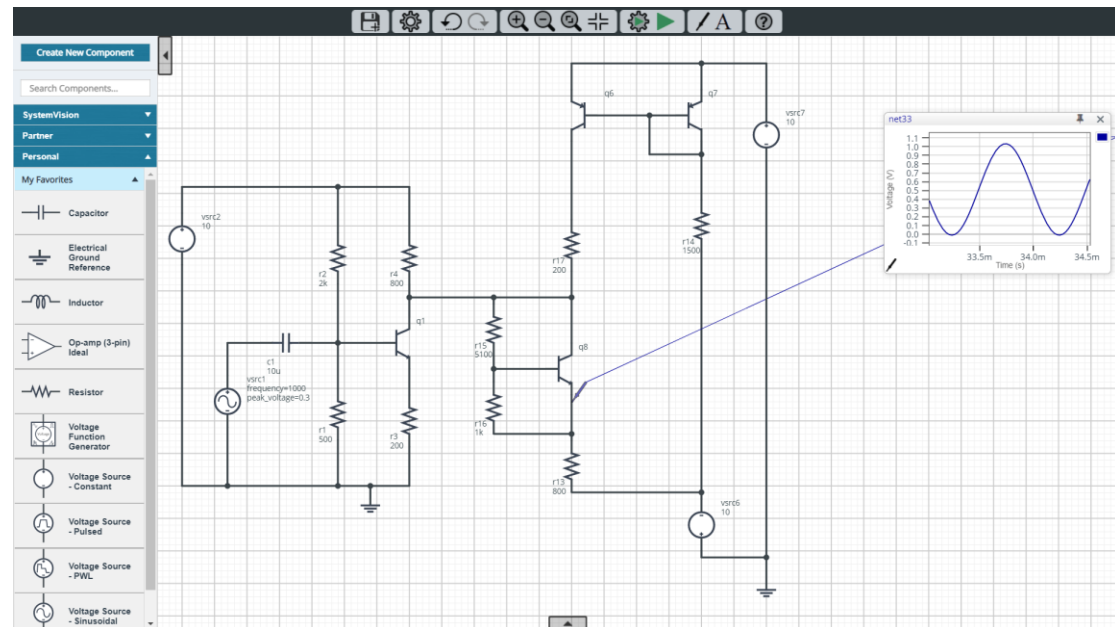 A
Create New Component
Search Components...
SystemVision
Partner
Personal
My Favorites
Capacitor
Electrical
Ground
Reference
Inductor
Op-amp (3-pin)
Ideal
Resistor
Voltage
Function
Generator
Voltage Source
- Constant
Voltage Source
- Pulsed
Voltage Source
- PWL
Voltage Source
- Sinusoidal
vsrc2
10
r2
2k
r4
800
q1
c1
10u
vsrc1
frequency=1000
peak_voltage=0.3
r1
500
r3
200
q6
q7
vsrc7
10
r17
200
r14
1500
r15
5100
q8
r16
1k
r13
800
vsrc6
10
net33
Voltage (V)
1.1
1.0
0.9
0.8
0.7
0.6
0.5
0.4
0.3
0.2
0.1
0.0
-0.1
33.5m
34.0m
34.5m
Time (s)